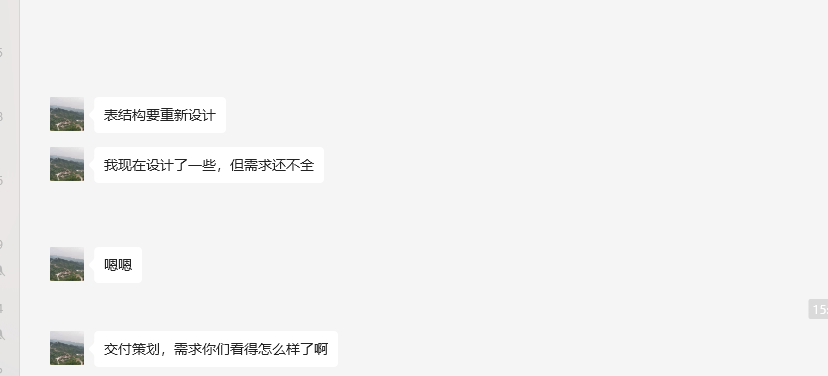 表结构要重新设计
我现在设计了一些，但需求还不全
嗯嗯
交付策划，需求你们看得怎么样了啊